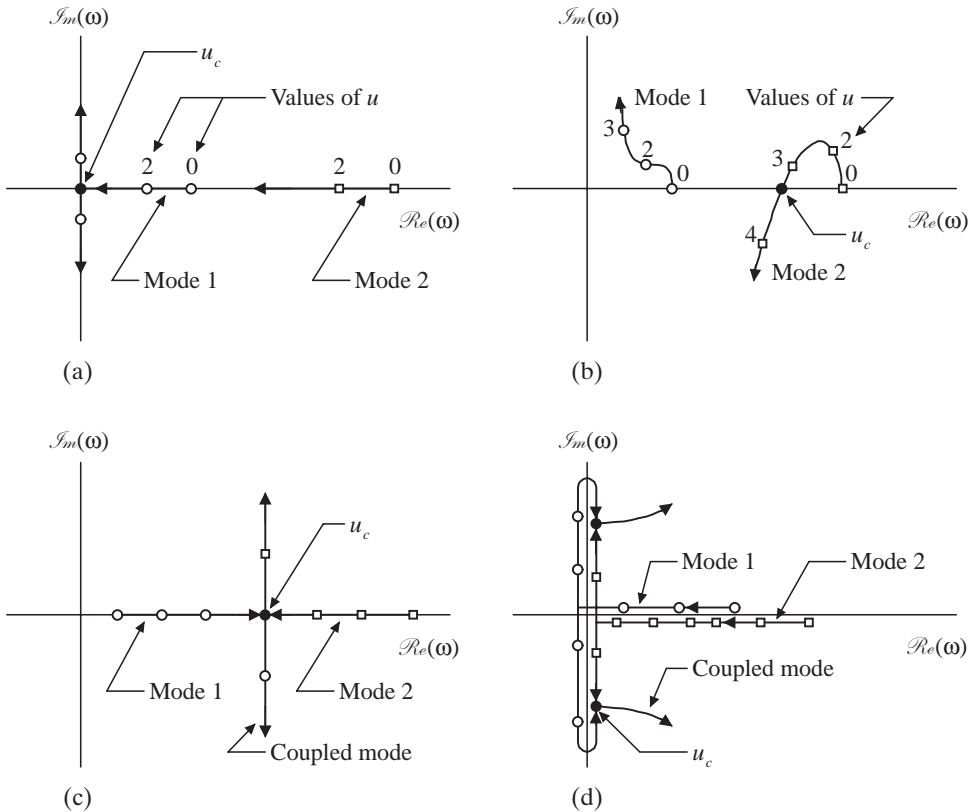 ℐm(ω)
u_c
Values of u
2 0 2 0
ℛe(ω)
Mode 1
Mode 2
(a)
ℐm(ω)
Mode 1
Values of u
3
2
0
3
2
0
ℛe(ω)
u_c
4
Mode 2
(b)
ℐm(ω)
u_c
ℛe(ω)
Mode 1
Mode 2
Coupled mode
(c)
ℐm(ω)
Mode 1
Mode 2
ℛe(ω)
Coupled mode
u_c
(d)